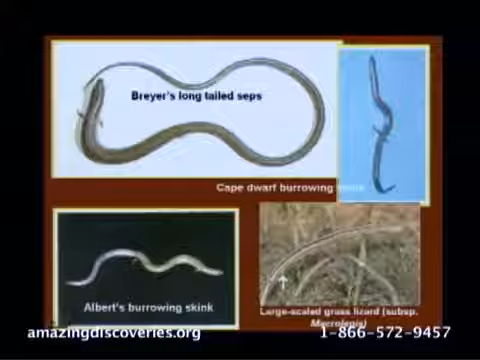 Breyer's long tailed seps
Cape dwarf burrowing
Albert's burrowing skink
Large-scaled grass lizard (subsp.
Macrolepis)
amazingdiscoveries.org
1-866-572-9457